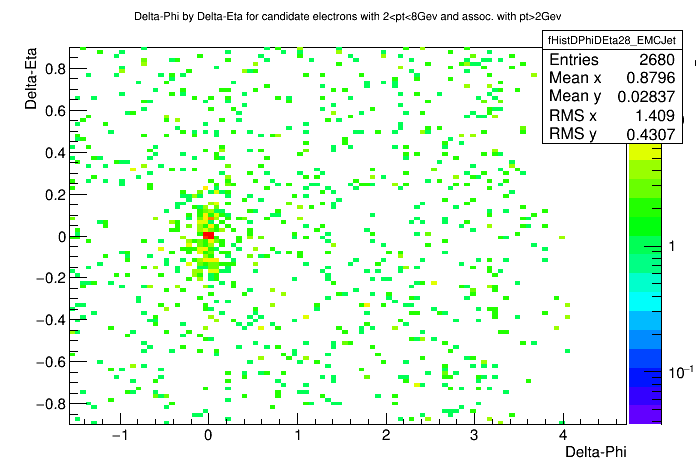 Delta-Phi by Delta-Eta for candidate electrons with 2<pt<8Gev and assoc. with pt>2Gev
fHistDPhiDEta28_EMCJet
Entries 2680
Mean x 0.8796
Mean y 0.02837
RMS x 1.409
RMS y 0.4307
Delta-Eta
0.8
0.6
0.4
0.2
0
−0.2
−0.4
−0.6
−0.8
−1 0 1 2 3 4
Delta-Phi
1
10⁻¹